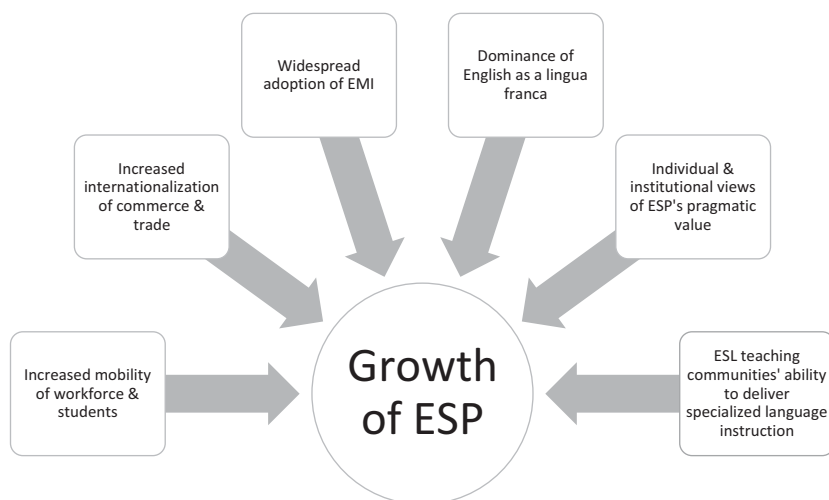 Increased mobility
of workforce &
students
Increased
internationalization
of commerce &
trade
Widespread
adoption of EMI
Dominance of
English as a lingua
franca
Individual &
institutional views
of ESP's pragmatic
value
ESL teaching
communities' ability
to deliver
specialized language
instruction
Growth
of ESP